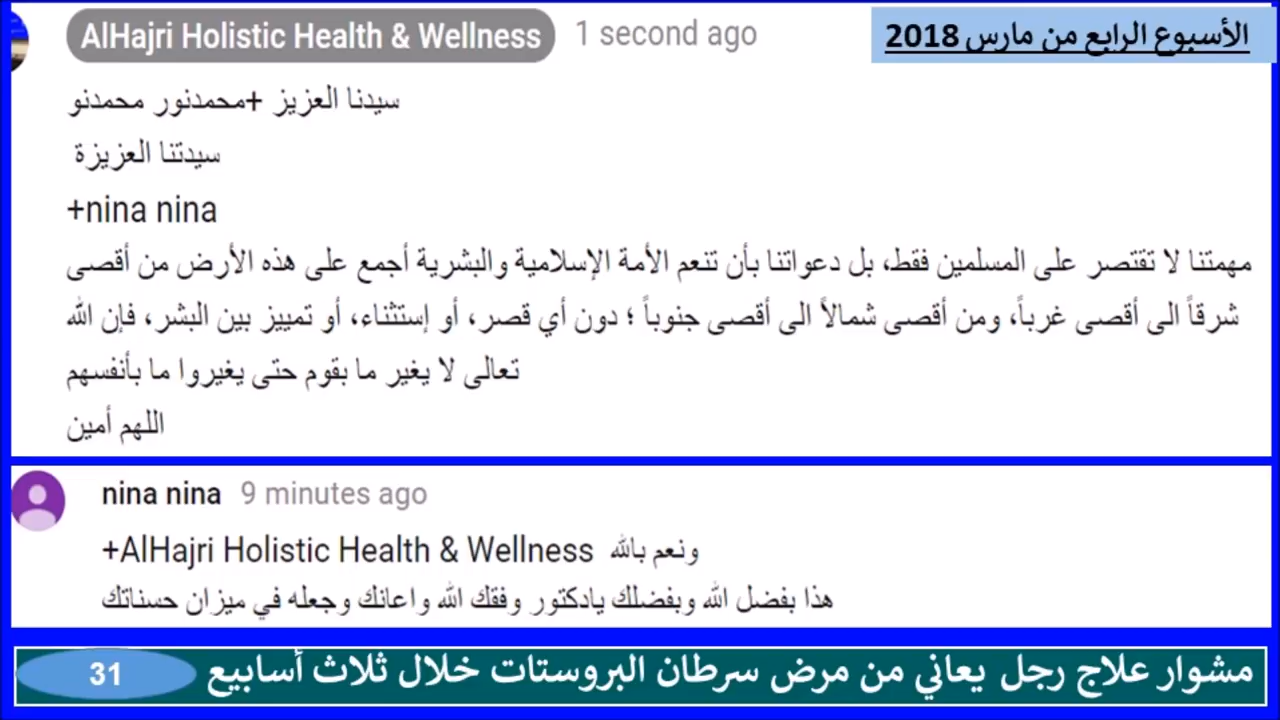 AlHajri Holistic Health & Wellness 1 second ago
الأسبوع الرابع من مارس 2018
سيدنا العزيز +محمدنور محمدنو
سيدتنا العزيزة
+nina nina
مهمتنا لا تقتصر على المسلمين فقط، بل دعواتنا بأن تنعم الأمة الإسلامية والبشرية أجمع على هذه الأرض من أقصى
شرقاً الى أقصى غرباً، ومن أقصى شمالاً الى أقصى جنوباً ؛ دون أي قصر، أو إستثناء، أو تمييز بين البشر، فإن الله
تعالى لا يغير ما بقوم حتى يغيروا ما بأنفسهم
اللهم أمين
nina nina 9 minutes ago
+AlHajri Holistic Health & Wellness ونعم بالله
هذا بفضل الله وبفضلك يادكتور وفقك الله واعانك وجعله في ميزان حسناتك
مشوار علاج رجل يعاني من مرض سرطان البروستات خلال ثلاث أسابيع 31